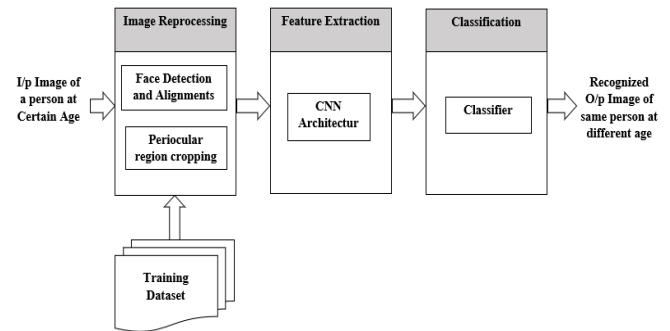 Image Reprocessing
Feature Extraction
Classification
I/p Image of
a person at
Certain Age
Face Detection
and Alignments
Periocular
region cropping
CNN
Architectur
Classifier
Recognized
O/p Image of
same person at
different age
Training
Dataset